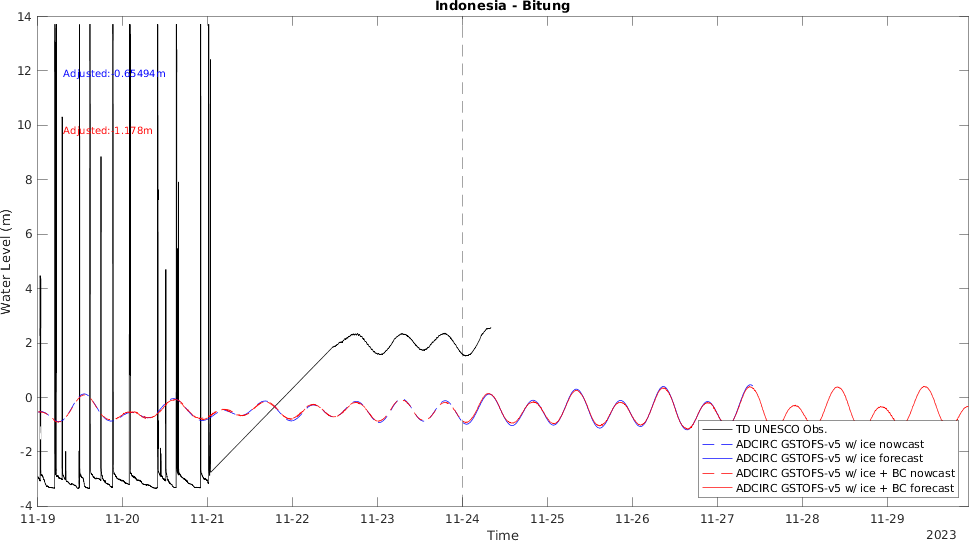 Indonesia - Bitung
14
12
10
8
6
4
2
0
-2
-4
Water Level (m)
Adjusted:-0.65494m
Adjusted:-1.178m
TD UNESCO Obs.
ADCIRC GSTOFS-v5 w/ ice nowcast
ADCIRC GSTOFS-v5 w/ ice forecast
ADCIRC GSTOFS-v5 w/ ice + BC nowcast
ADCIRC GSTOFS-v5 w/ ice + BC forecast
11-19 11-20 11-21 11-22 11-23 11-24 11-25 11-26 11-27 11-28 11-29
Time
2023